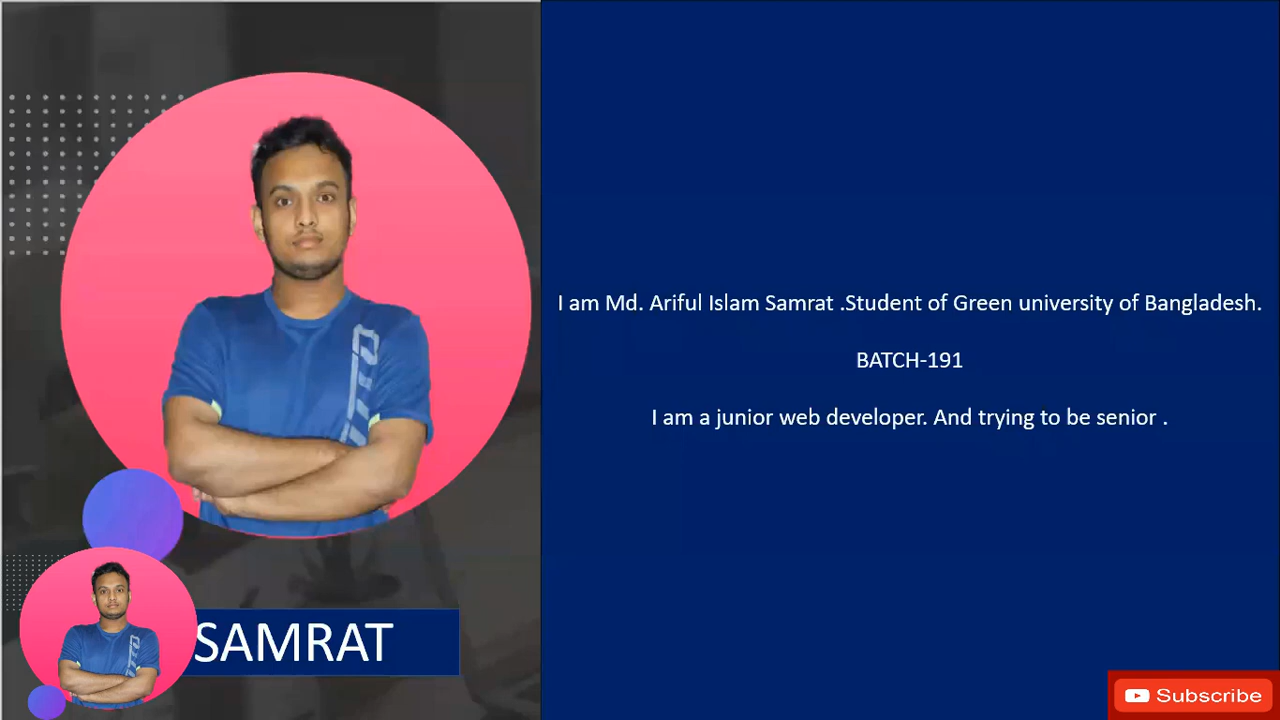 SAMRAT
I am Md. Ariful Islam Samrat .Student of Green university of Bangladesh.
BATCH-191
I am a junior web developer. And trying to be senior .
Subscribe